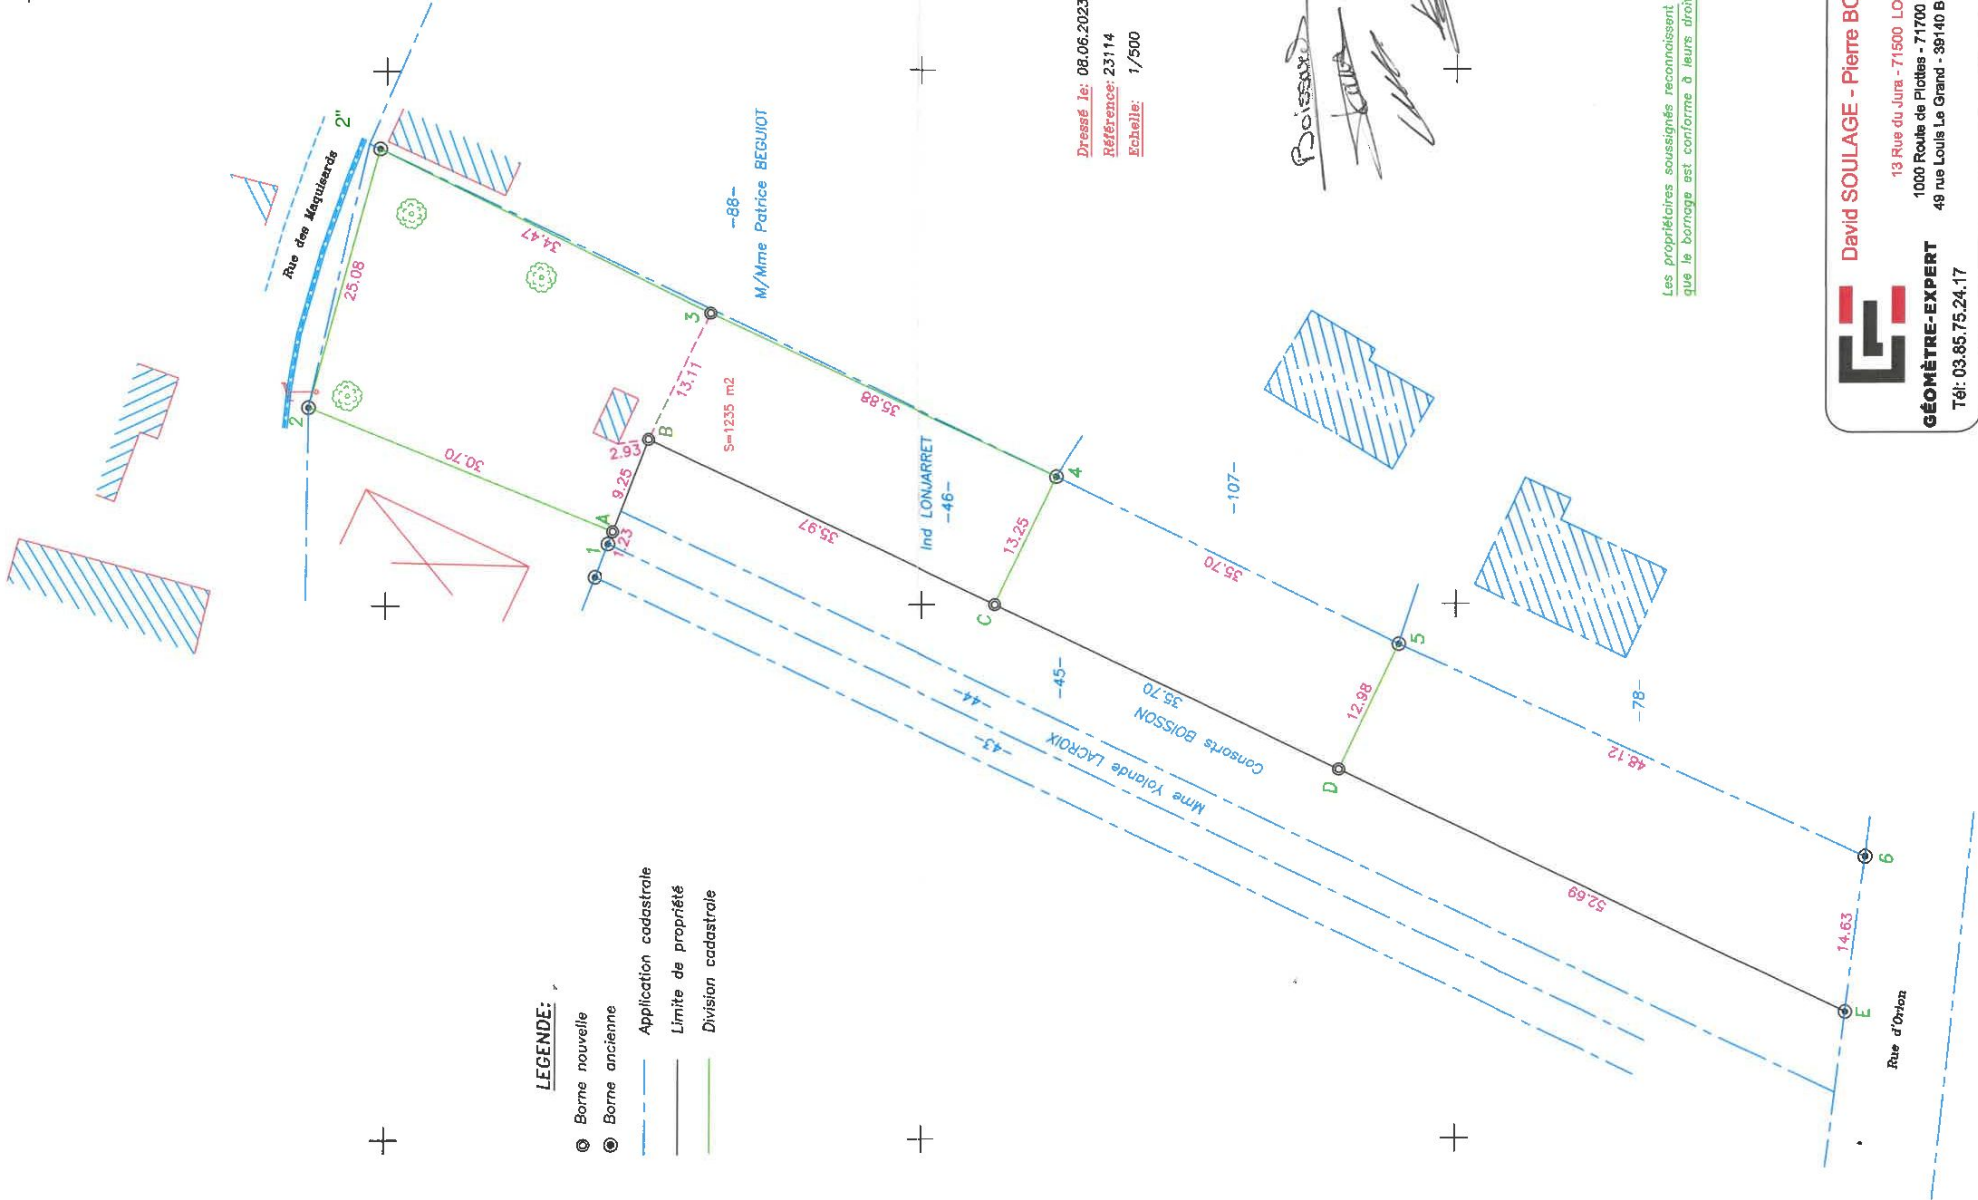 Rue des Maquisards
2"
2
25.08
30.70
34.47
3
13.11
2.93
B
9.25
A
1
1.23
S=1235 m2
35.88
35.97
4
13.25
C
-88-
M/Mme Patrice BEGUIOT
Ind LONJARRET
-46-
-107-
35.70
5
12.98
D
35.70
-45-
Consorts BOISSON
-44-
Mme Yolande LACROIX
-43-
-78-
48.12
52.69
6
14.63
E
Rue d'Orion
LEGENDE:
Borne nouvelle
Borne ancienne
Application cadastrale
Limite de propriété
Division cadastrale
Dressé le: 08.06.2023
Référence: 23114
Echelle: 1/500
Les propriétaires soussignés reconnaissent
que le bornage est conforme à leurs droi
David SOULAGE - Pierre BO
13 Rue du Jura - 71500 LO
1000 Route de Plottes - 71700
49 rue Louis Le Grand - 39140 B
GÉOMÈTRE-EXPERT
Tél: 03.85.75.24.17